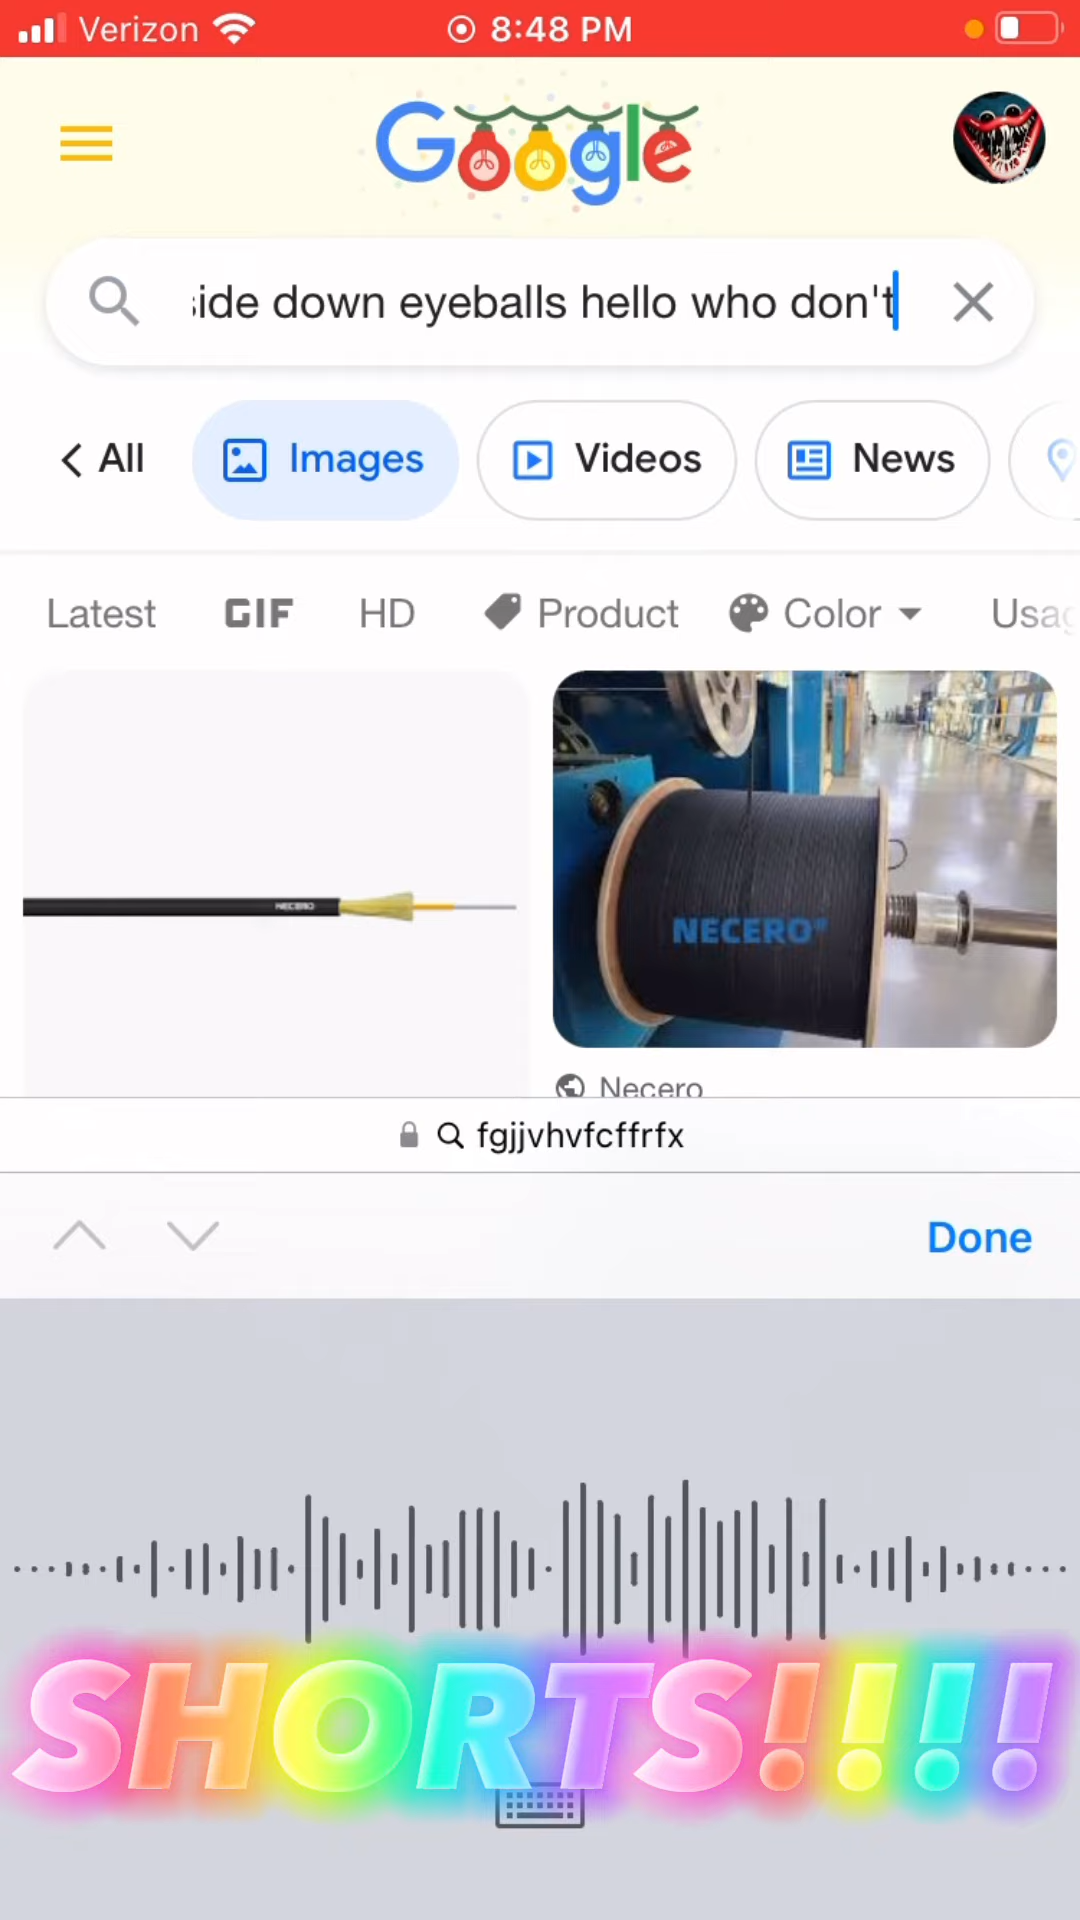 Verizon 8:48 PM
Google
side down eyeballs hello who don't
All Images Videos News
Latest GIF HD Product Color Usag
NECERO
NECERO®
Necero
fgjjvhvfcffrfx
Done
SHORTS!!!!